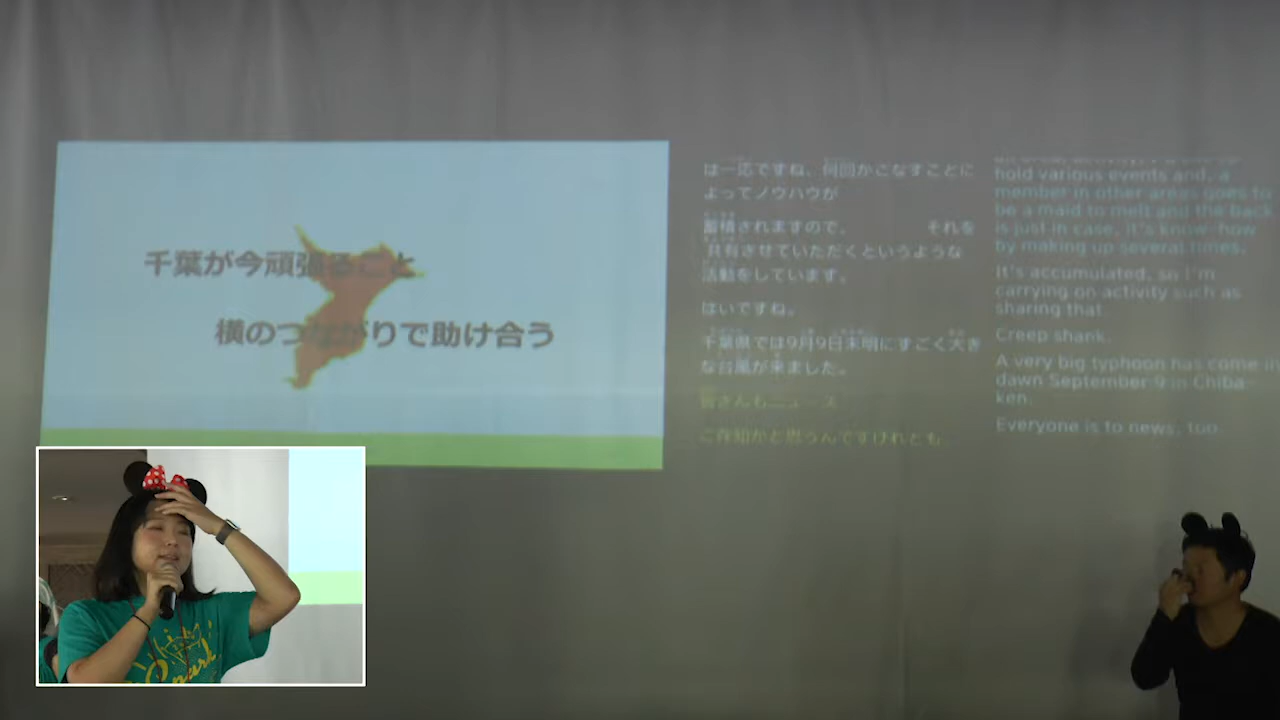 千葉が今頑張ること
横のつながりで助け合う
は一応ですね、何回かこなすことに
よってノウハウが
蓄積されますので、 それを
共有させていただくというような
活動をしています。
はいですね。
千葉県では9月9日未明にすごく大き
な台風が来ました。
皆さんもニュース
ご存知かと思うんですけれども
hold various events and, a
member in other areas goes to
be a maid to melt and the back
is just in case, it's know-how
by making up several times.
It's accumulated, so I'm
carrying on activity such as
sharing that.
Creep shank.
A very big typhoon has come in
dawn September 9 in Chiba-
ken.
Everyone is to news, too.
Spark